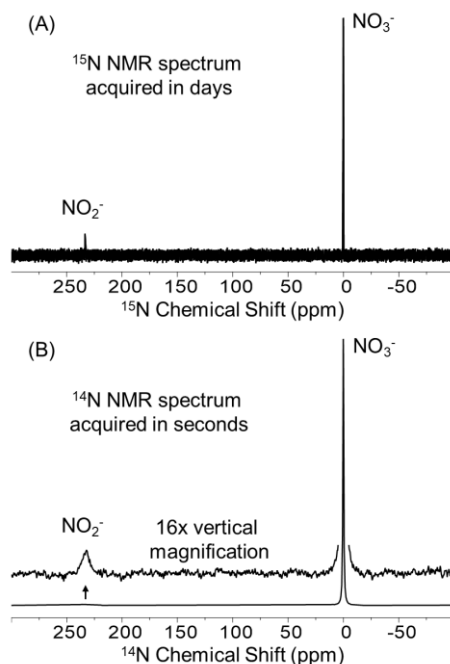 (A)
NO₃⁻
¹⁵N NMR spectrum
acquired in days
NO₂⁻
250 200 150 100 50 0 -50
¹⁵N Chemical Shift (ppm)
(B)
NO₃⁻
¹⁴N NMR spectrum
acquired in seconds
NO₂⁻
16x vertical
magnification
250 200 150 100 50 0 -50
¹⁴N Chemical Shift (ppm)